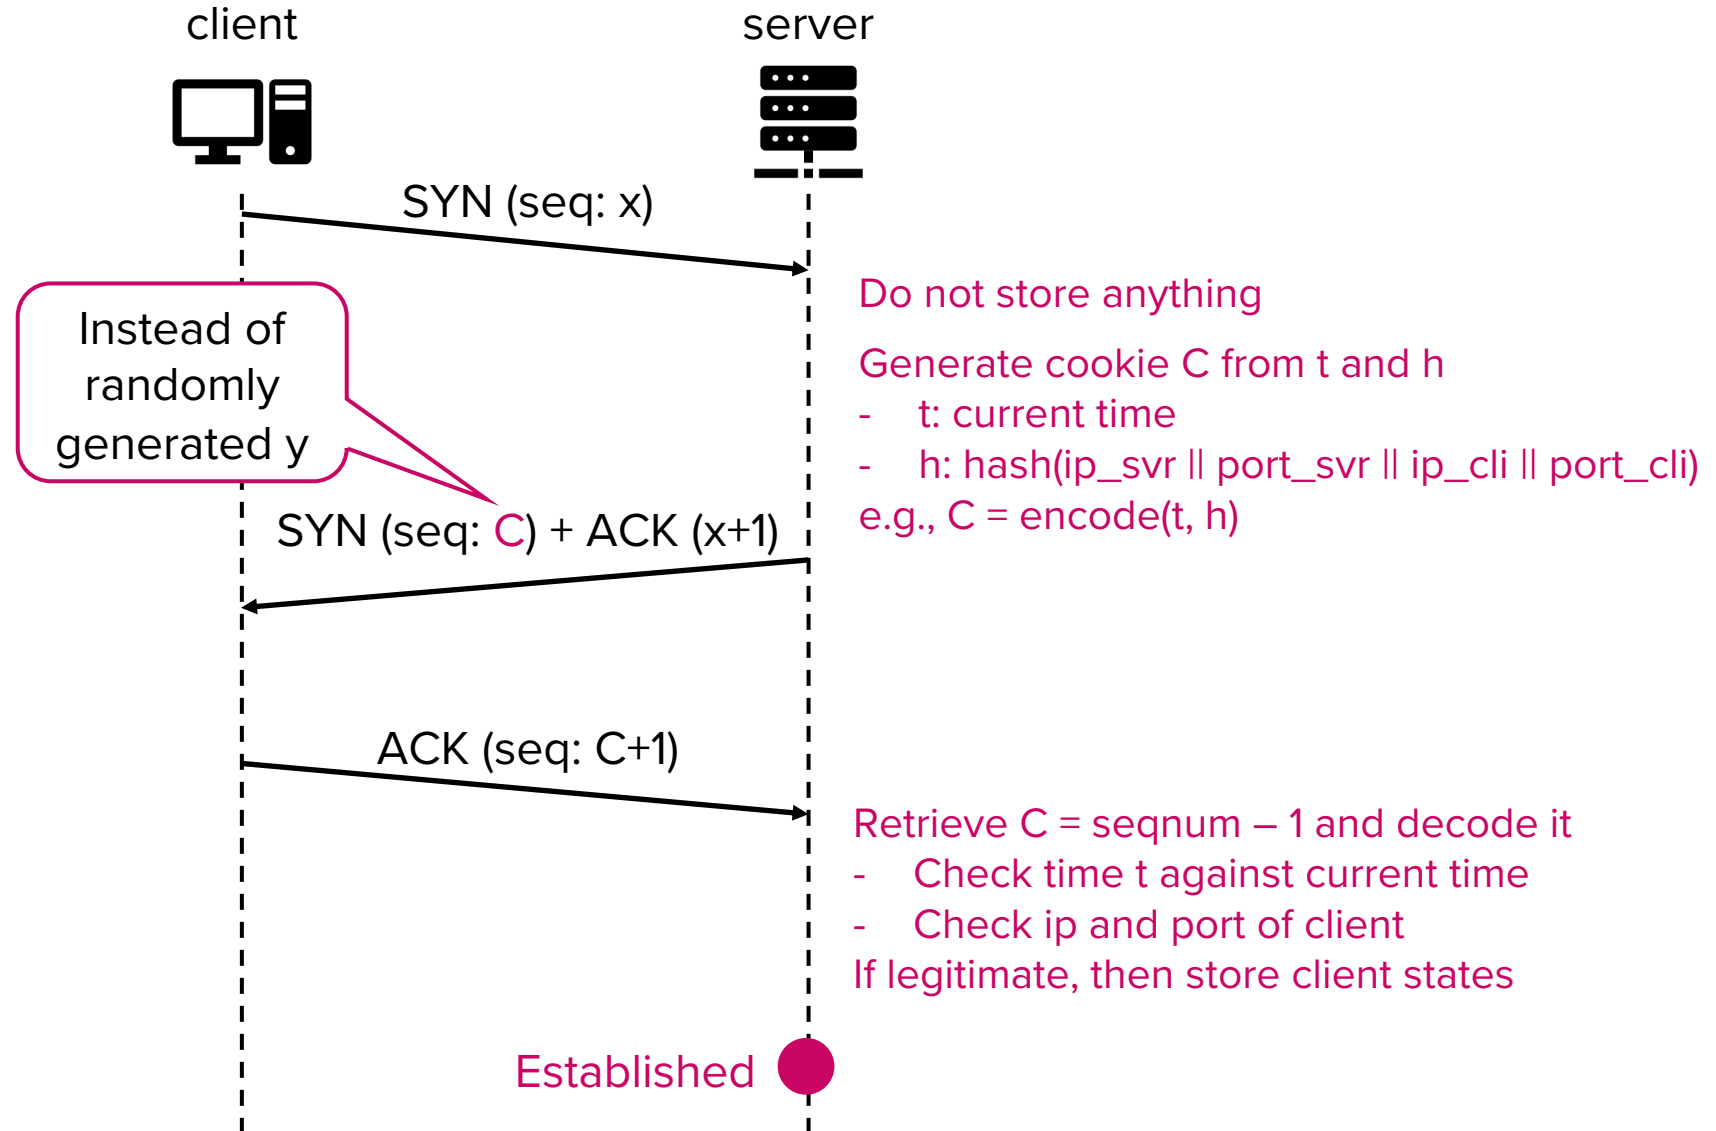 client
server
SYN (seq: x)
Do not store anything
Instead of
randomly
generated y
Generate cookie C from t and h
- t: current time
- h: hash(ip_svr || port_svr || ip_cli || port_cli)
e.g., C = encode(t, h)
SYN (seq: C) + ACK (x+1)
ACK (seq: C+1)
Retrieve C = seqnum – 1 and decode it
- Check time t against current time
- Check ip and port of client
If legitimate, then store client states
Established